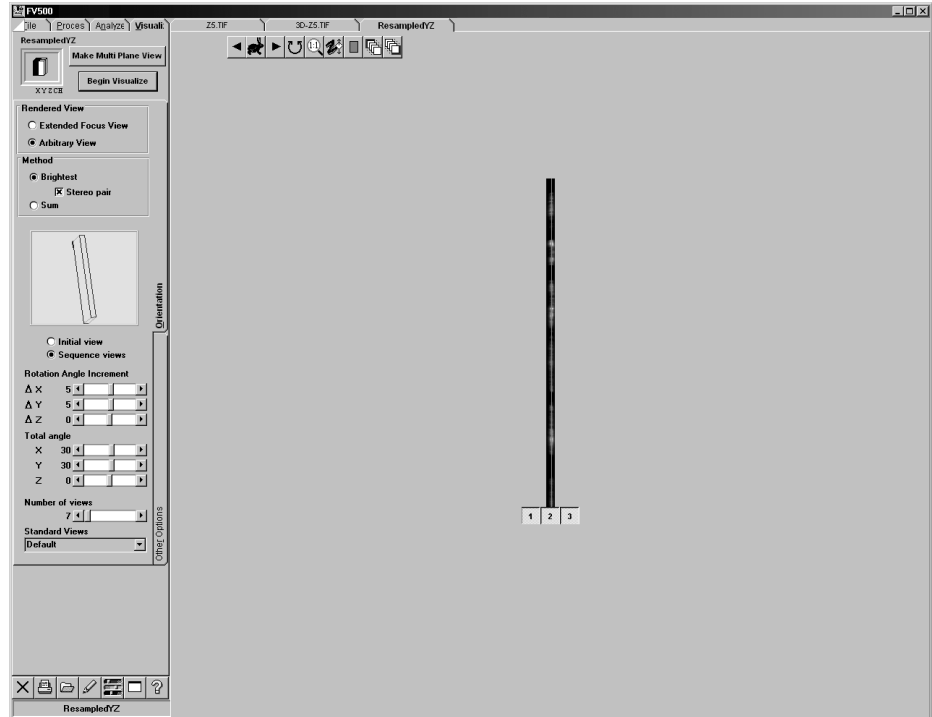 FV500
File Proces Analyze Visuali: Z5.TIF 3D-Z5.TIF ResampledYZ
ResampledYZ
Make Multi Plane View
Begin Visualize
XYZCH
Rendered View
Extended Focus View
Arbitrary View
Method
Brightest
Stereo pair
Sum
Orientation
Initial view
Sequence views
Rotation Angle Increment
Δ X 5
Δ Y 5
Δ Z 0
Total angle
X 30
Y 30
Z 0
Number of views
7
Standard Views
Default
Other Options
1:1
1 2 3
ResampledYZ